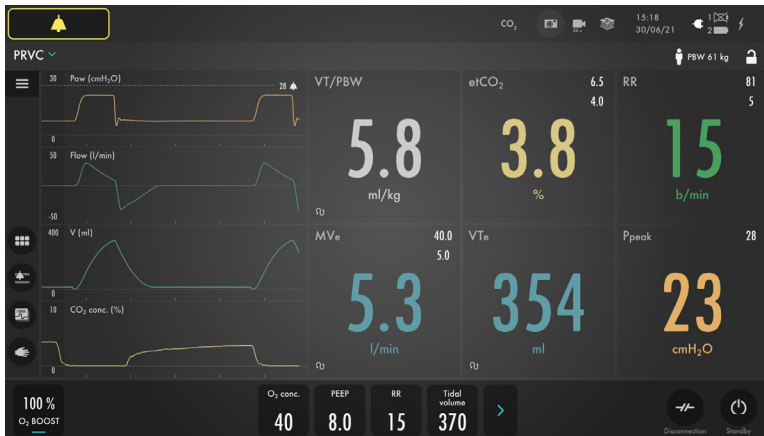 CO₂
15:18
30/06/21
1
2
PRVC
PBW 61 kg
30 Paw (cmH₂O)
28
0
50 Flow (l/min)
-50
400 V (ml)
0
10 CO₂ conc. (%)
0
VT/PBW
5.8
ml/kg
etCO₂ 6.5
4.0
3.8
%
RR 81
5
15
b/min
MVe 40.0
5.0
5.3
l/min
VTe
354
ml
Ppeak 28
23
cmH₂O
100 %
O₂ BOOST
O₂ conc.
40
PEEP
8.0
RR
15
Tidal
volume
370
Disconnection
Standby